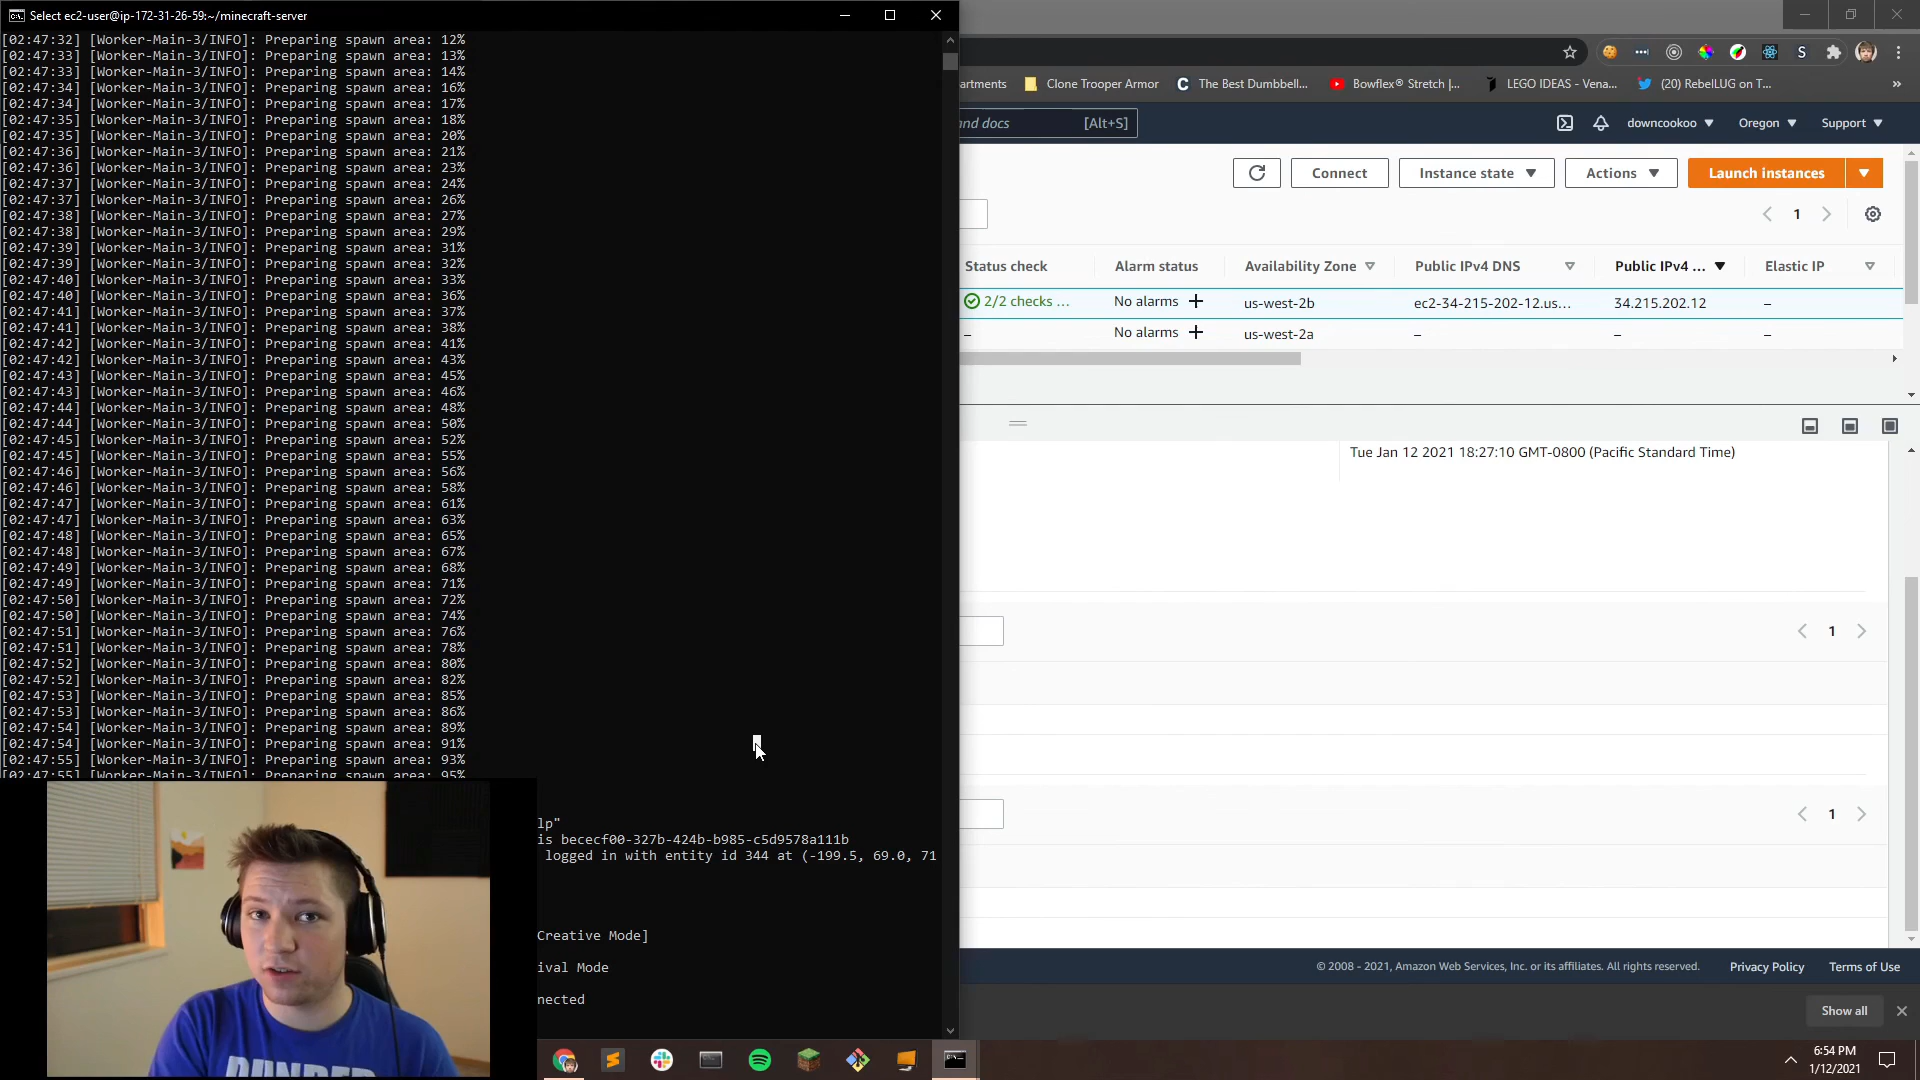 Select ec2-user@ip-172-31-26-59:~/minecraft-server
[02:47:32] [Worker-Main-3/INFO]: Preparing spawn area: 12%
[02:47:33] [Worker-Main-3/INFO]: Preparing spawn area: 13%
[02:47:33] [Worker-Main-3/INFO]: Preparing spawn area: 14%
[02:47:34] [Worker-Main-3/INFO]: Preparing spawn area: 16%
[02:47:34] [Worker-Main-3/INFO]: Preparing spawn area: 17%
[02:47:35] [Worker-Main-3/INFO]: Preparing spawn area: 18%
[02:47:35] [Worker-Main-3/INFO]: Preparing spawn area: 20%
[02:47:36] [Worker-Main-3/INFO]: Preparing spawn area: 21%
[02:47:36] [Worker-Main-3/INFO]: Preparing spawn area: 23%
[02:47:37] [Worker-Main-3/INFO]: Preparing spawn area: 24%
[02:47:37] [Worker-Main-3/INFO]: Preparing spawn area: 26%
[02:47:38] [Worker-Main-3/INFO]: Preparing spawn area: 27%
[02:47:38] [Worker-Main-3/INFO]: Preparing spawn area: 29%
[02:47:39] [Worker-Main-3/INFO]: Preparing spawn area: 31%
[02:47:39] [Worker-Main-3/INFO]: Preparing spawn area: 32%
[02:47:40] [Worker-Main-3/INFO]: Preparing spawn area: 33%
[02:47:40] [Worker-Main-3/INFO]: Preparing spawn area: 36%
[02:47:41] [Worker-Main-3/INFO]: Preparing spawn area: 37%
[02:47:41] [Worker-Main-3/INFO]: Preparing spawn area: 38%
[02:47:42] [Worker-Main-3/INFO]: Preparing spawn area: 41%
[02:47:42] [Worker-Main-3/INFO]: Preparing spawn area: 43%
[02:47:43] [Worker-Main-3/INFO]: Preparing spawn area: 45%
[02:47:43] [Worker-Main-3/INFO]: Preparing spawn area: 46%
[02:47:44] [Worker-Main-3/INFO]: Preparing spawn area: 48%
[02:47:44] [Worker-Main-3/INFO]: Preparing spawn area: 50%
[02:47:45] [Worker-Main-3/INFO]: Preparing spawn area: 52%
[02:47:45] [Worker-Main-3/INFO]: Preparing spawn area: 55%
[02:47:46] [Worker-Main-3/INFO]: Preparing spawn area: 56%
[02:47:46] [Worker-Main-3/INFO]: Preparing spawn area: 58%
[02:47:47] [Worker-Main-3/INFO]: Preparing spawn area: 61%
[02:47:47] [Worker-Main-3/INFO]: Preparing spawn area: 63%
[02:47:48] [Worker-Main-3/INFO]: Preparing spawn area: 65%
[02:47:48] [Worker-Main-3/INFO]: Preparing spawn area: 67%
[02:47:49] [Worker-Main-3/INFO]: Preparing spawn area: 68%
[02:47:49] [Worker-Main-3/INFO]: Preparing spawn area: 71%
[02:47:50] [Worker-Main-3/INFO]: Preparing spawn area: 72%
[02:47:50] [Worker-Main-3/INFO]: Preparing spawn area: 74%
[02:47:51] [Worker-Main-3/INFO]: Preparing spawn area: 76%
[02:47:51] [Worker-Main-3/INFO]: Preparing spawn area: 78%
[02:47:52] [Worker-Main-3/INFO]: Preparing spawn area: 80%
[02:47:52] [Worker-Main-3/INFO]: Preparing spawn area: 82%
[02:47:53] [Worker-Main-3/INFO]: Preparing spawn area: 85%
[02:47:53] [Worker-Main-3/INFO]: Preparing spawn area: 86%
[02:47:54] [Worker-Main-3/INFO]: Preparing spawn area: 89%
[02:47:54] [Worker-Main-3/INFO]: Preparing spawn area: 91%
[02:47:55] [Worker-Main-3/INFO]: Preparing spawn area: 93%
[02:47:55] [Worker-Main-3/INFO]: Preparing spawn area: 95%
lp"
is bececf00-327b-424b-b985-c5d9578a111b
logged in with entity id 344 at (-199.5, 69.0, 71
Creative Mode]
ival Mode
nected
artments Clone Trooper Armor C The Best Dumbbell... Bowflex® Stretch |... LEGO IDEAS - Vena... (20) RebelLUG on T... »
and docs [Alt+S] downcookoo Oregon Support
Connect Instance state Actions Launch instances
1
Status check Alarm status Availability Zone Public IPv4 DNS Public IPv4 ... Elastic IP
2/2 checks ... No alarms + us-west-2b ec2-34-215-202-12.us... 34.215.202.12 –
– No alarms + us-west-2a – – –
Tue Jan 12 2021 18:27:10 GMT-0800 (Pacific Standard Time)
1
1
© 2008 - 2021, Amazon Web Services, Inc. or its affiliates. All rights reserved. Privacy Policy Terms of Use
Show all
6:54 PM
1/12/2021